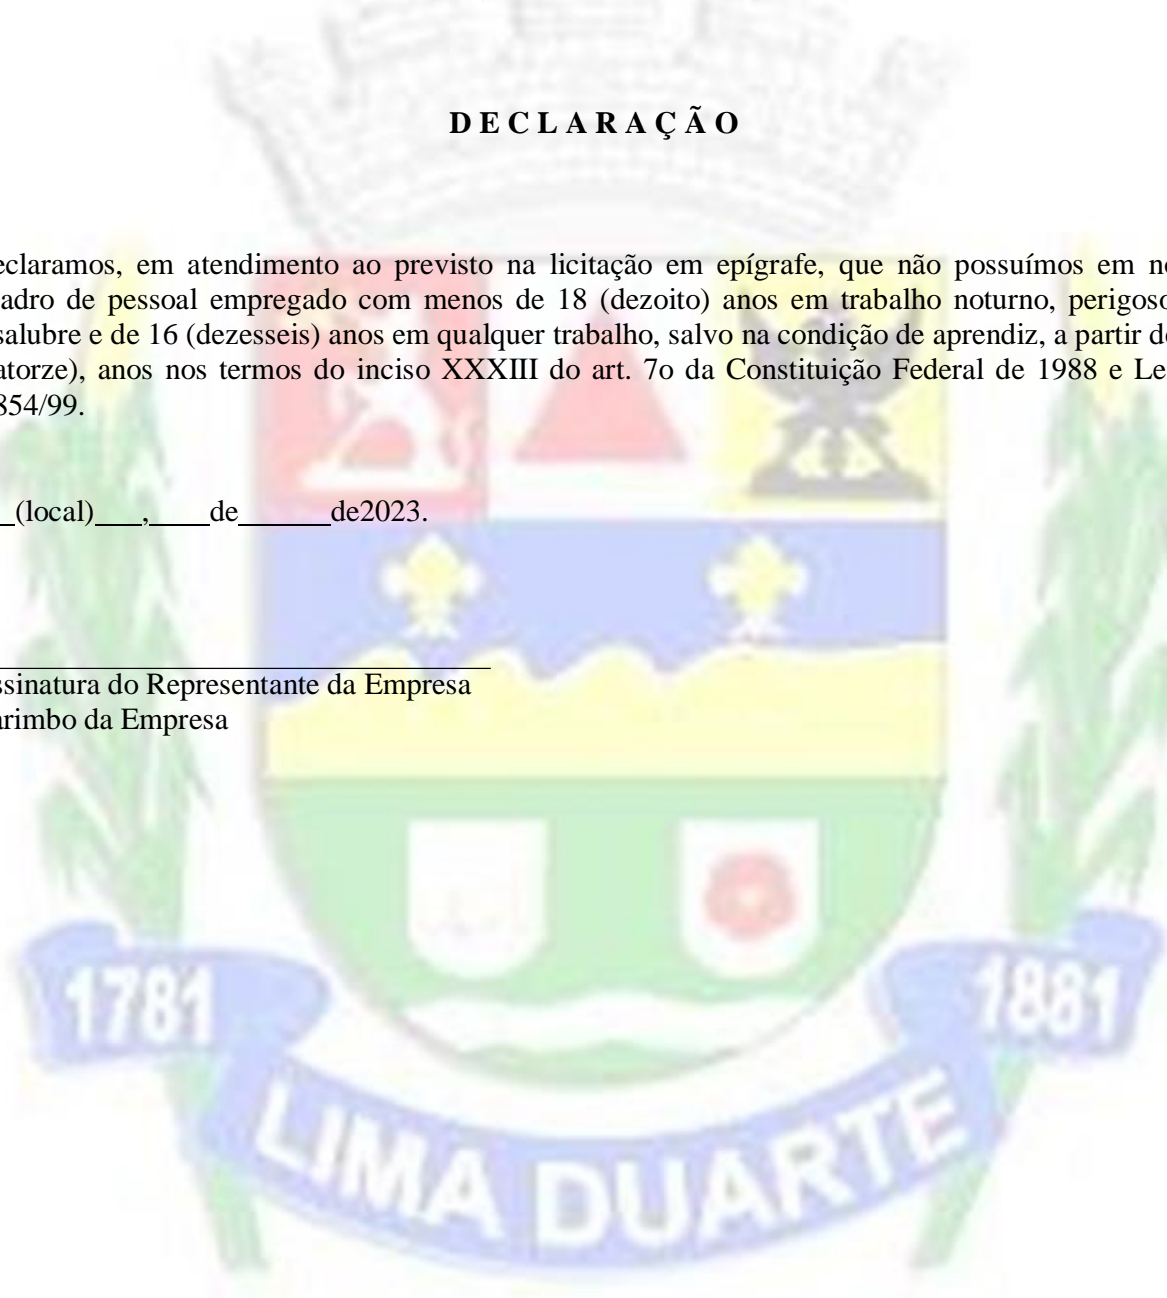 D E C L A R A Ç Ã O
eclaramos, em atendimento ao previsto na licitação em epígrafe, que não possuímos em no
adro de pessoal empregado com menos de 18 (dezoito) anos em trabalho noturno, perigoso
salubre e de 16 (dezesseis) anos em qualquer trabalho, salvo na condição de aprendiz, a partir de
atorze), anos nos termos do inciso XXXIII do art. 7o da Constituição Federal de 1988 e Le
854/99.
_(local)___,____de______de2023.
ssinatura do Representante da Empresa
arimbo da Empresa
1781
1881
LIMA DUARTE